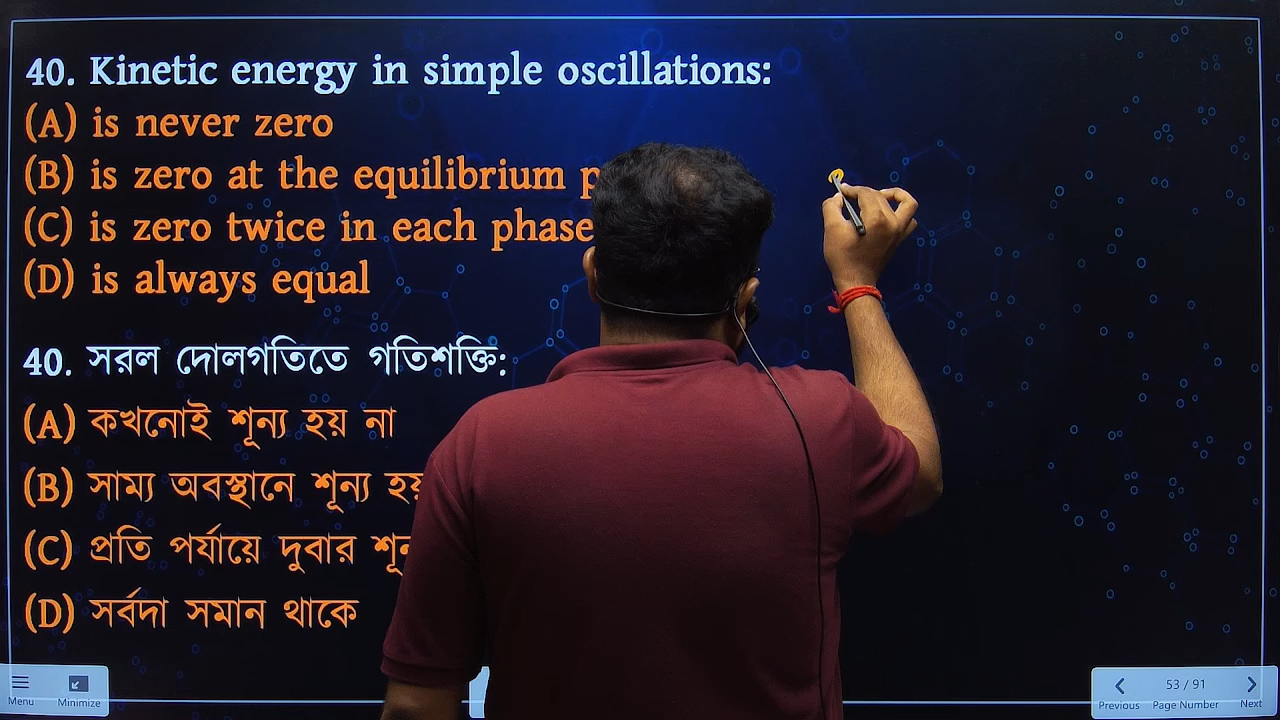 40. Kinetic energy in simple oscillations:
(A) is never zero
(B) is zero at the equilibrium
(C) is zero twice in each phase
(D) is always equal
40. সরল দোলগতিতে গতিশক্তি:
(A) কখনোই শূন্য হয় না
(B) সাম্য অবস্থানে শূন্য হয়
(C) প্রতি পর্যায়ে দুবার
(D) সর্বদা সমান থাকে
Menu Minimize
53 / 91
Previous Page Number Next